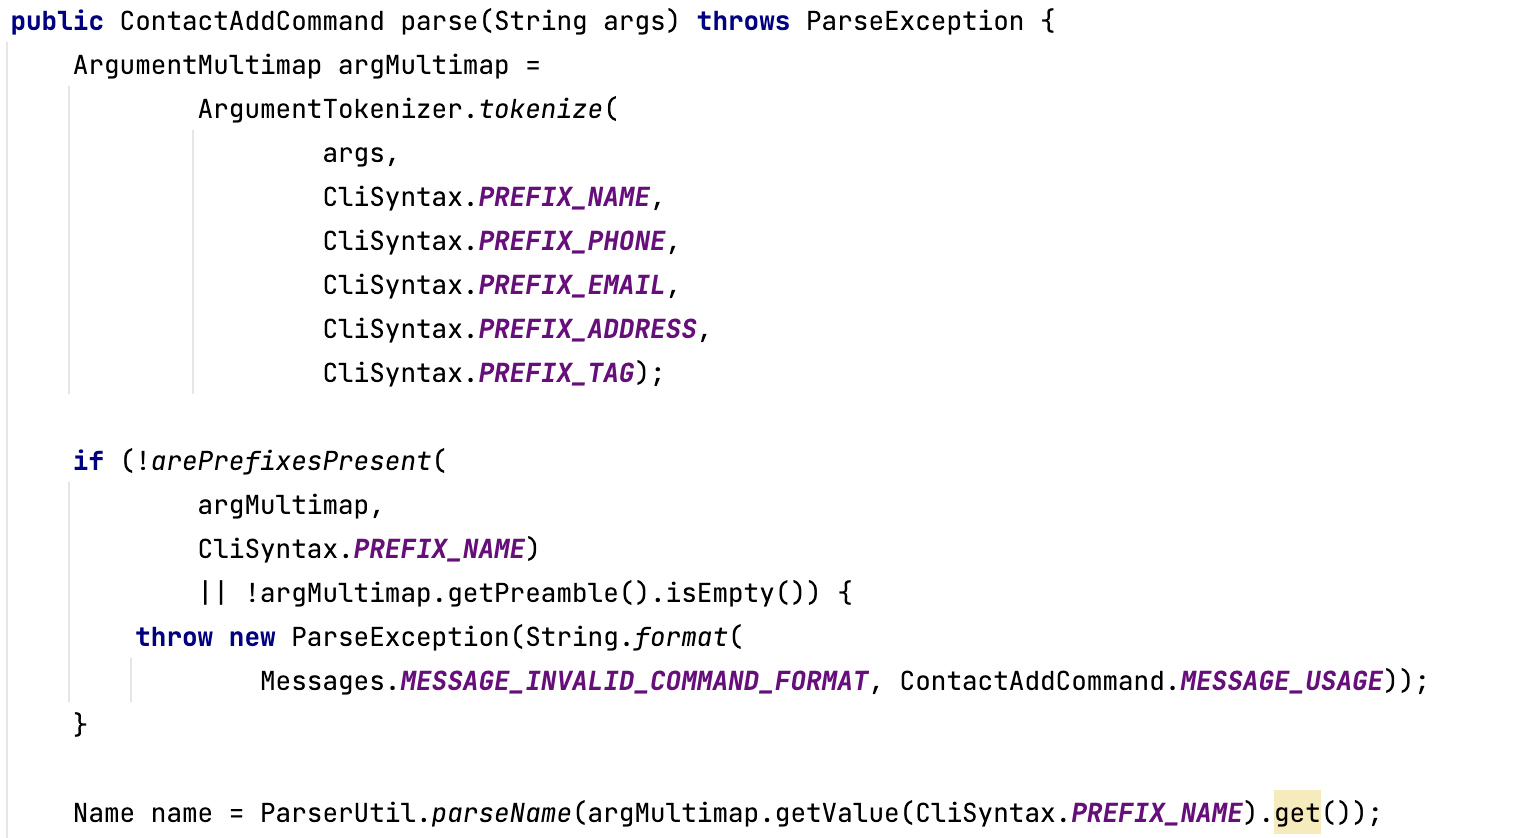 public ContactAddCommand parse(String args) throws ParseException {
ArgumentMultimap argMultimap =
ArgumentTokenizer.tokenize(
args,
CliSyntax.PREFIX_NAME,
CliSyntax.PREFIX_PHONE,
CliSyntax.PREFIX_EMAIL,
CliSyntax.PREFIX_ADDRESS,
CliSyntax.PREFIX_TAG);
if (!arePrefixesPresent(
argMultimap,
CliSyntax.PREFIX_NAME)
|| !argMultimap.getPreamble().isEmpty()) {
throw new ParseException(String.format(
Messages.MESSAGE_INVALID_COMMAND_FORMAT, ContactAddCommand.MESSAGE_USAGE));
}
Name name = ParserUtil.parseName(argMultimap.getValue(CliSyntax.PREFIX_NAME).get());